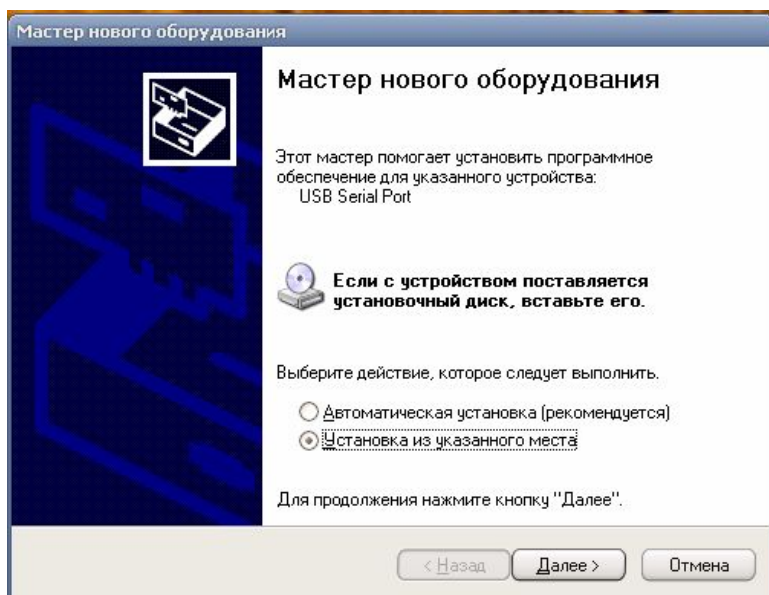 Мастер нового оборудования
Мастер нового оборудования
Этот мастер помогает установить программное
обеспечение для указанного устройства:
USB Serial Port
Если с устройством поставляется
установочный диск, вставьте его.
Выберите действие, которое следует выполнить.
Автоматическая установка (рекомендуется)
Установка из указанного места
Для продолжения нажмите кнопку "Далее".
< Назад
Далее >
Отмена